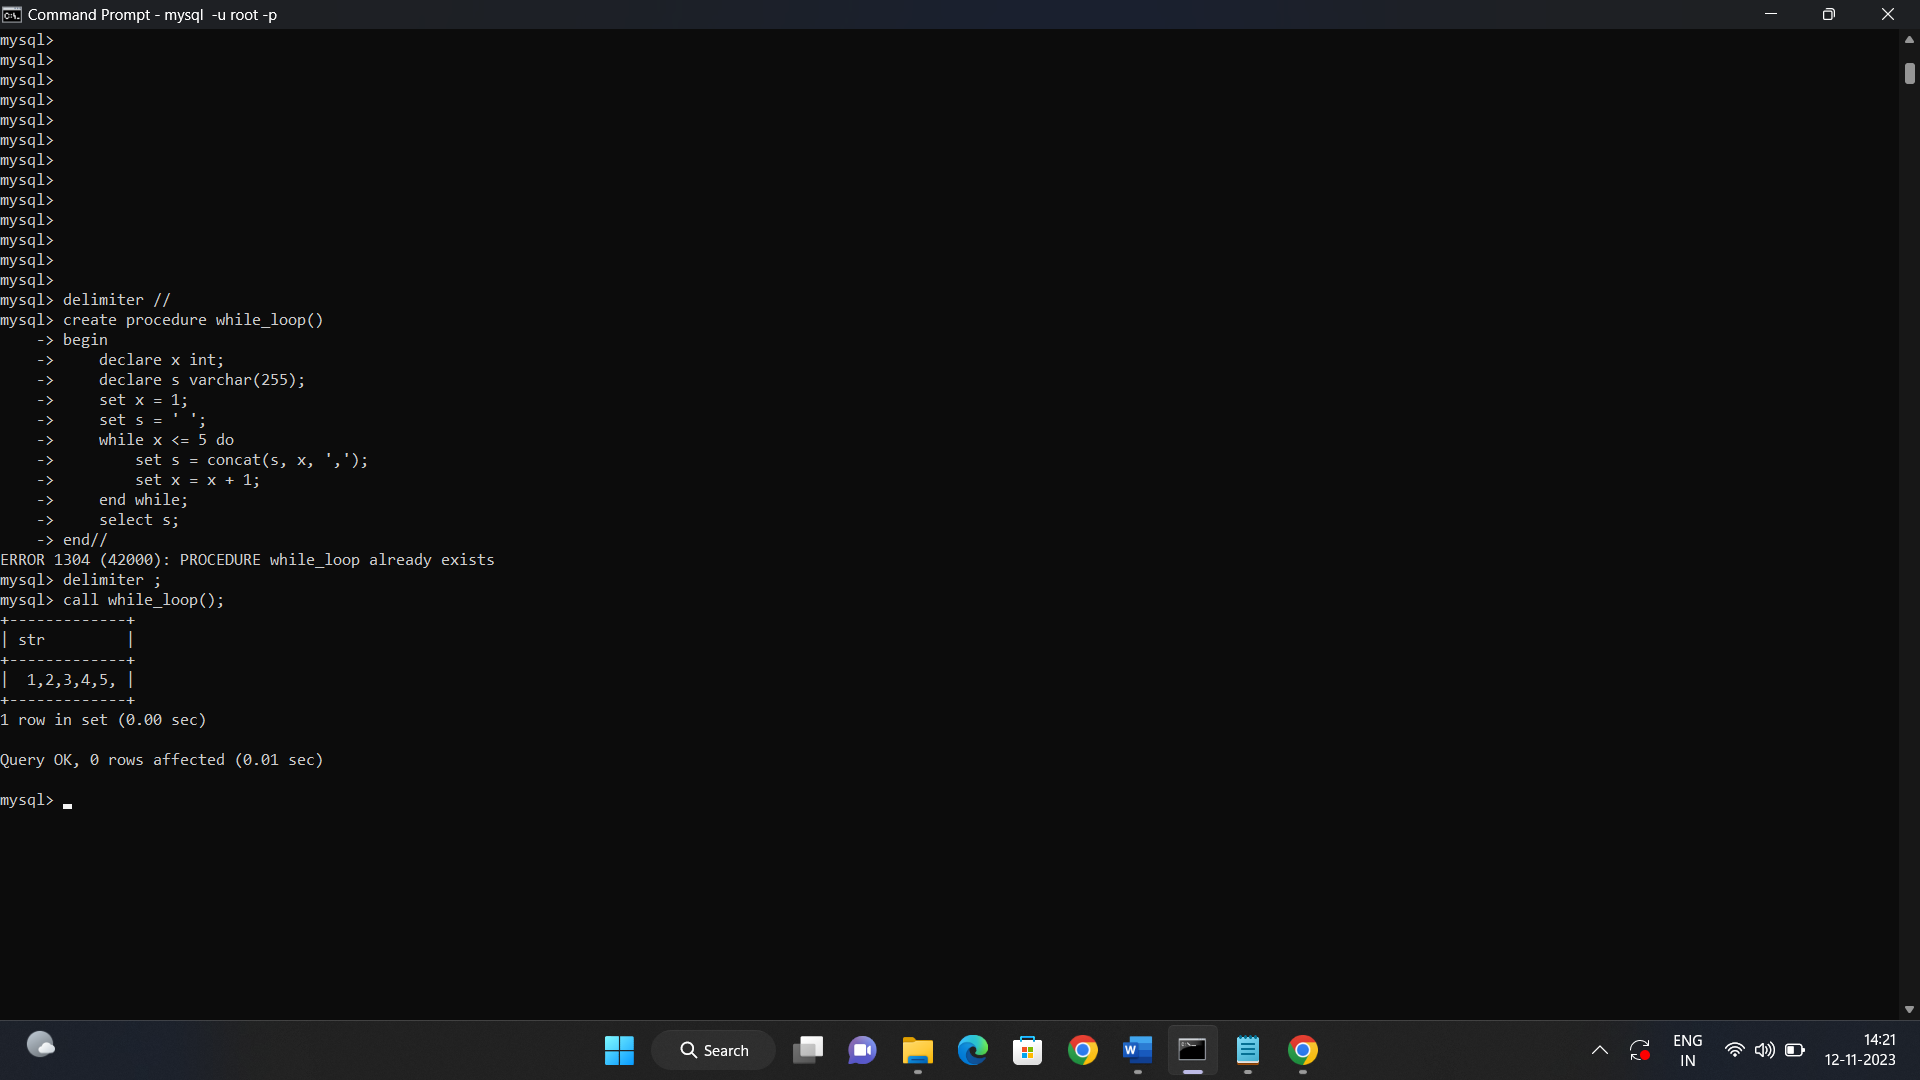 Command Prompt - mysql  -u root -p
mysql>
mysql>
mysql>
mysql>
mysql>
mysql>
mysql>
mysql>
mysql>
mysql>
mysql>
mysql>
mysql>
mysql> delimiter //
mysql> create procedure while_loop()
    -> begin
    ->     declare x int;
    ->     declare s varchar(255);
    ->     set x = 1;
    ->     set s = ' ';
    ->     while x <= 5 do
    ->         set s = concat(s, x, ',');
    ->         set x = x + 1;
    ->     end while;
    ->     select s;
    -> end//
ERROR 1304 (42000): PROCEDURE while_loop already exists
mysql> delimiter ;
mysql> call while_loop();
+-------------+
| str         |
+-------------+
|  1,2,3,4,5, |
+-------------+
1 row in set (0.00 sec)
Query OK, 0 rows affected (0.01 sec)
mysql>
Search
ENG
IN
14:21
12-11-2023